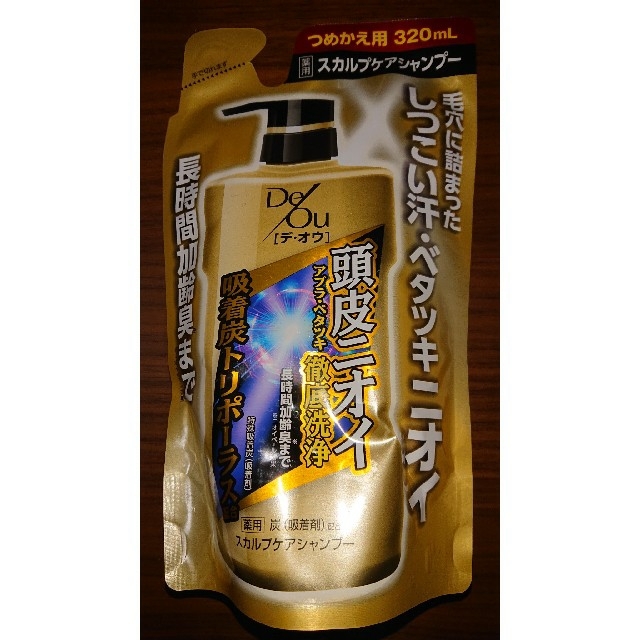 つめかえ用 320mL
薬用 スカルプケアシャンプー
毛穴に詰まった
しつこい汗・ベタツキニオイ
長時間加齢臭まで
De/Ou
[デ・オウ]
頭皮ニオイ
アブラ・ベタツキ
徹底洗浄
長時間加齢臭まで※
吸着炭トリポーラス配合
薬用 炭(吸着剤)配合
スカルプケアシャンプー